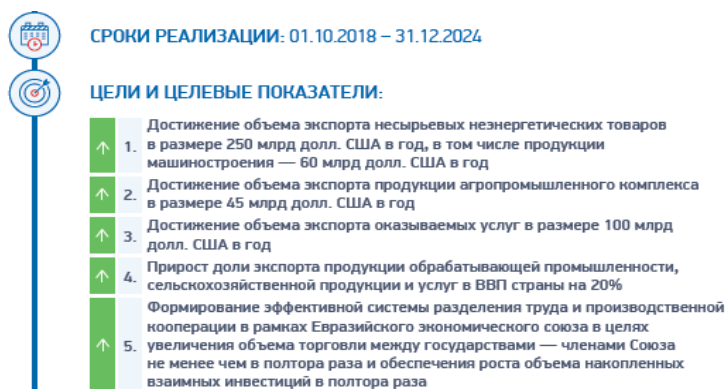 СРОКИ РЕАЛИЗАЦИИ: 01.10.2018 – 31.12.2024
ЦЕЛИ И ЦЕЛЕВЫЕ ПОКАЗАТЕЛИ:
1. Достижение объема экспорта несырьевых неэнергетических товаров
в размере 250 млрд долл. США в год, в том числе продукции
машиностроения — 60 млрд долл. США в год
2. Достижение объема экспорта продукции агропромышленного комплекса
в размере 45 млрд долл. США в год
3. Достижение объема экспорта оказываемых услуг в размере 100 млрд
долл. США в год
4. Прирост доли экспорта продукции обрабатывающей промышленности,
сельскохозяйственной продукции и услуг в ВВП страны на 20%
5. Формирование эффективной системы разделения труда и производственной
кооперации в рамках Евразийского экономического союза в целях
увеличения объема торговли между государствами — членами Союза
не менее чем в полтора раза и обеспечения роста объема накопленных
взаимных инвестиций в полтора раза